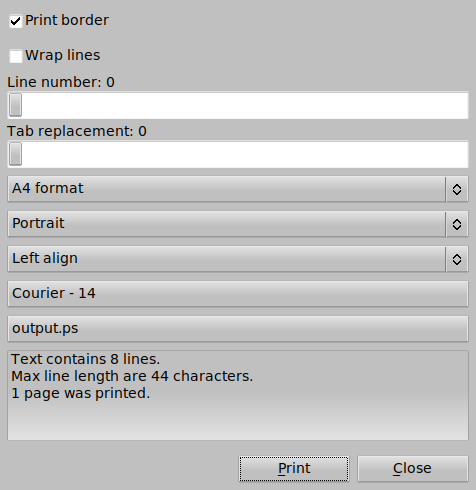 Print border
Wrap lines
Line number: 0
Tab replacement: 0
A4 format
Portrait
Left align
Courier - 14
output.ps
Text contains 8 lines.
Max line length are 44 characters.
1 page was printed.
Print
Close